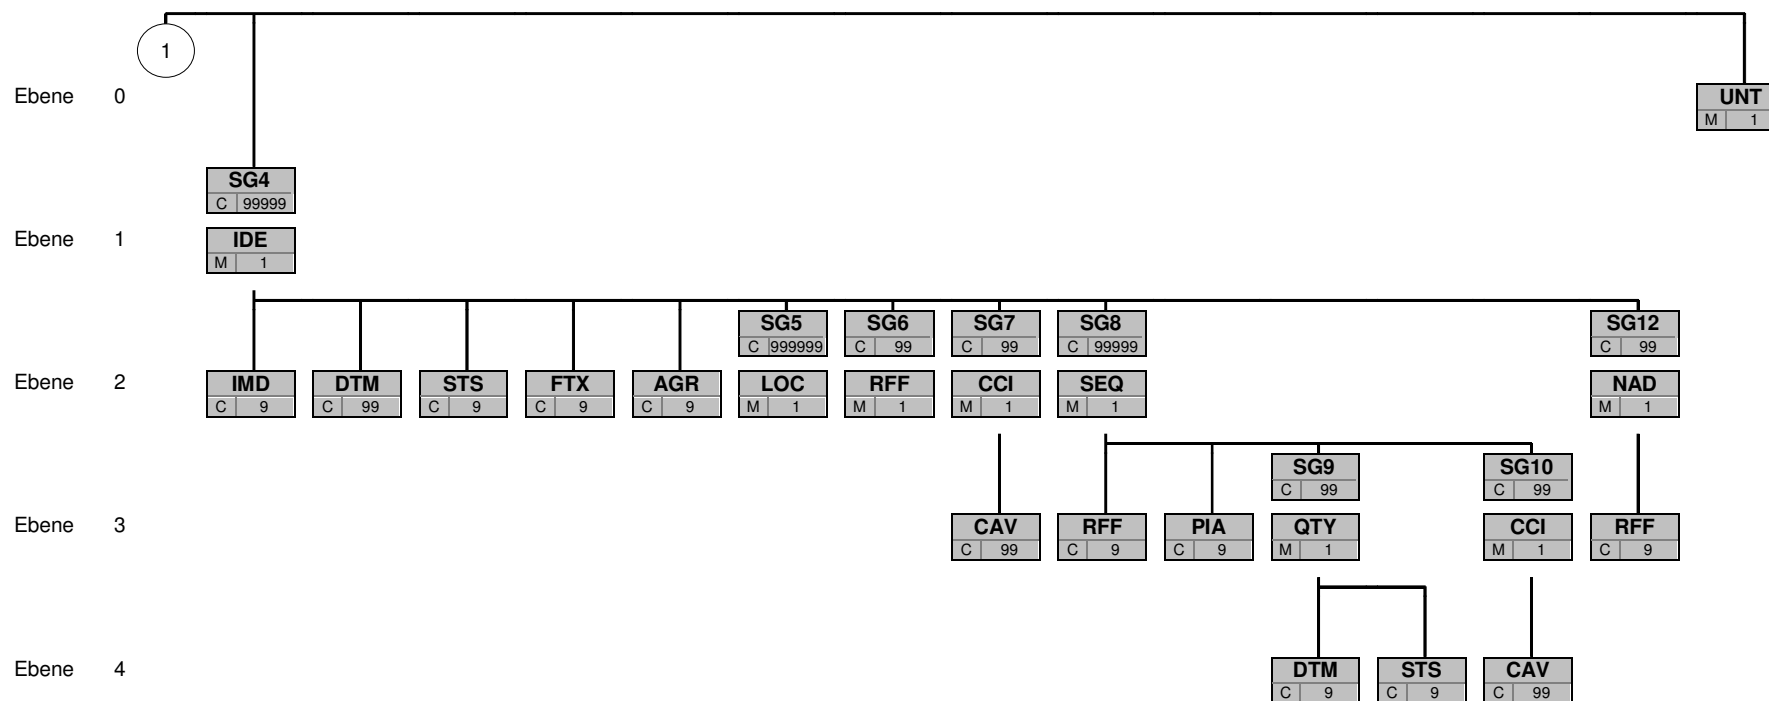 1
Ebene 0
UNT
M 1
SG4
C 99999
Ebene 1
IDE
M 1
SG5 SG6 SG7 SG8 SG12
C 999999 C 99 C 99 C 99999 C 99
Ebene 2
IMD DTM STS FTX AGR LOC RFF CCI SEQ NAD
C 9 C 99 C 9 C 9 C 9 M 1 M 1 M 1 M 1 M 1
SG9 SG10
C 99 C 99
Ebene 3
CAV RFF PIA QTY CCI RFF
C 99 C 9 C 9 M 1 M 1 C 9
Ebene 4
DTM STS CAV
C 9 C 9 C 99